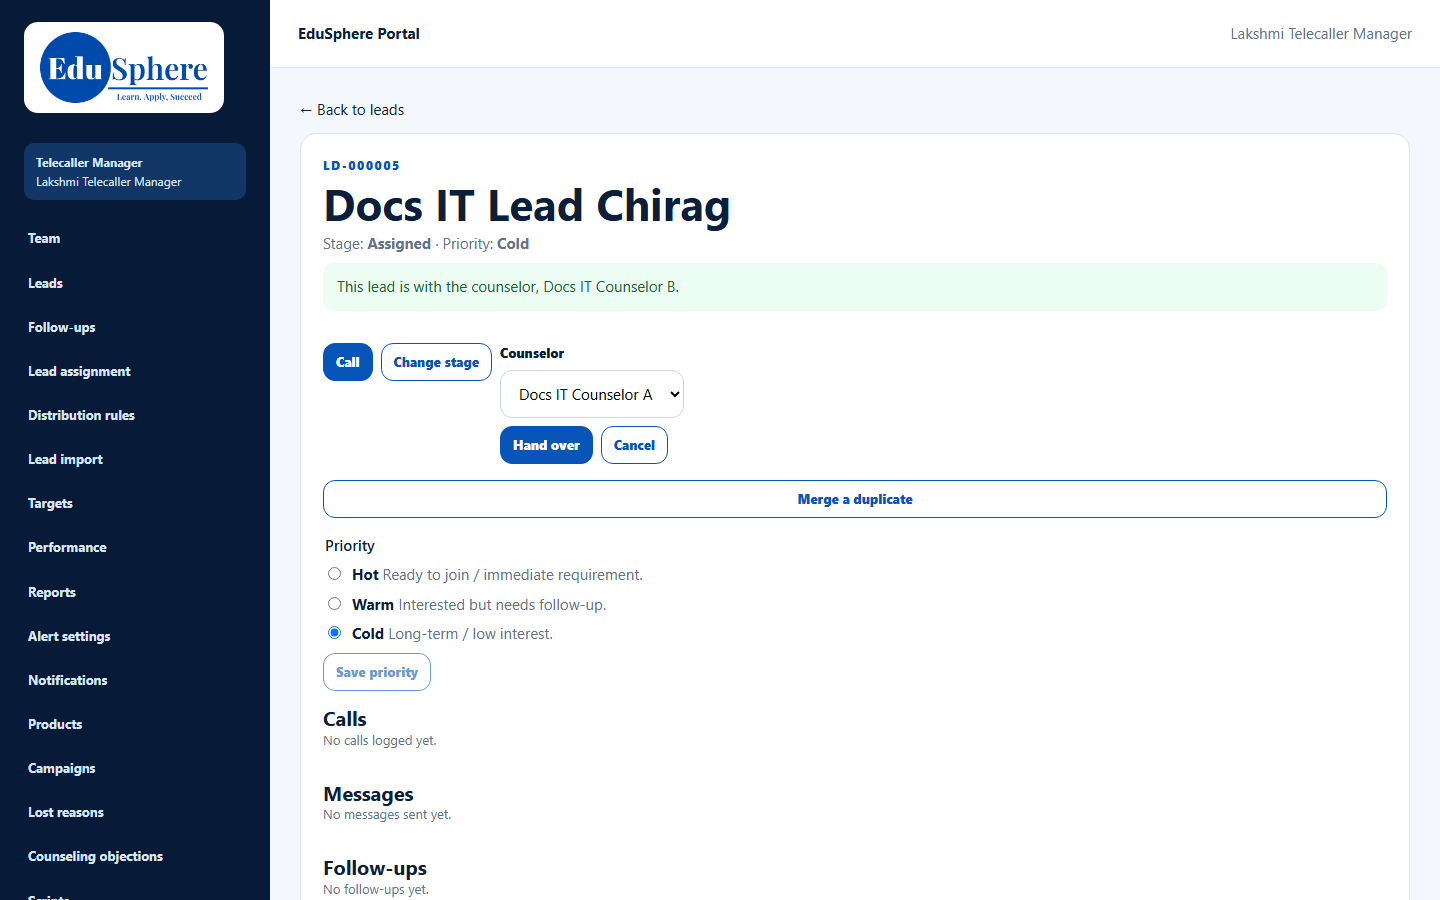 EduSphere
Learn. Apply. Succeed
Telecaller Manager
Lakshmi Telecaller Manager
Team
Leads
Follow-ups
Lead assignment
Distribution rules
Lead import
Targets
Performance
Reports
Alert settings
Notifications
Products
Campaigns
Lost reasons
Counseling objections
Scripts
EduSphere Portal
Lakshmi Telecaller Manager
← Back to leads
LD-000005
Docs IT Lead Chirag
Stage: Assigned · Priority: Cold
This lead is with the counselor, Docs IT Counselor B.
Call
Change stage
Counselor
Docs IT Counselor A
Hand over
Cancel
Merge a duplicate
Priority
Hot Ready to join / immediate requirement.
Warm Interested but needs follow-up.
Cold Long-term / low interest.
Save priority
Calls
No calls logged yet.
Messages
No messages sent yet.
Follow-ups
No follow-ups yet.